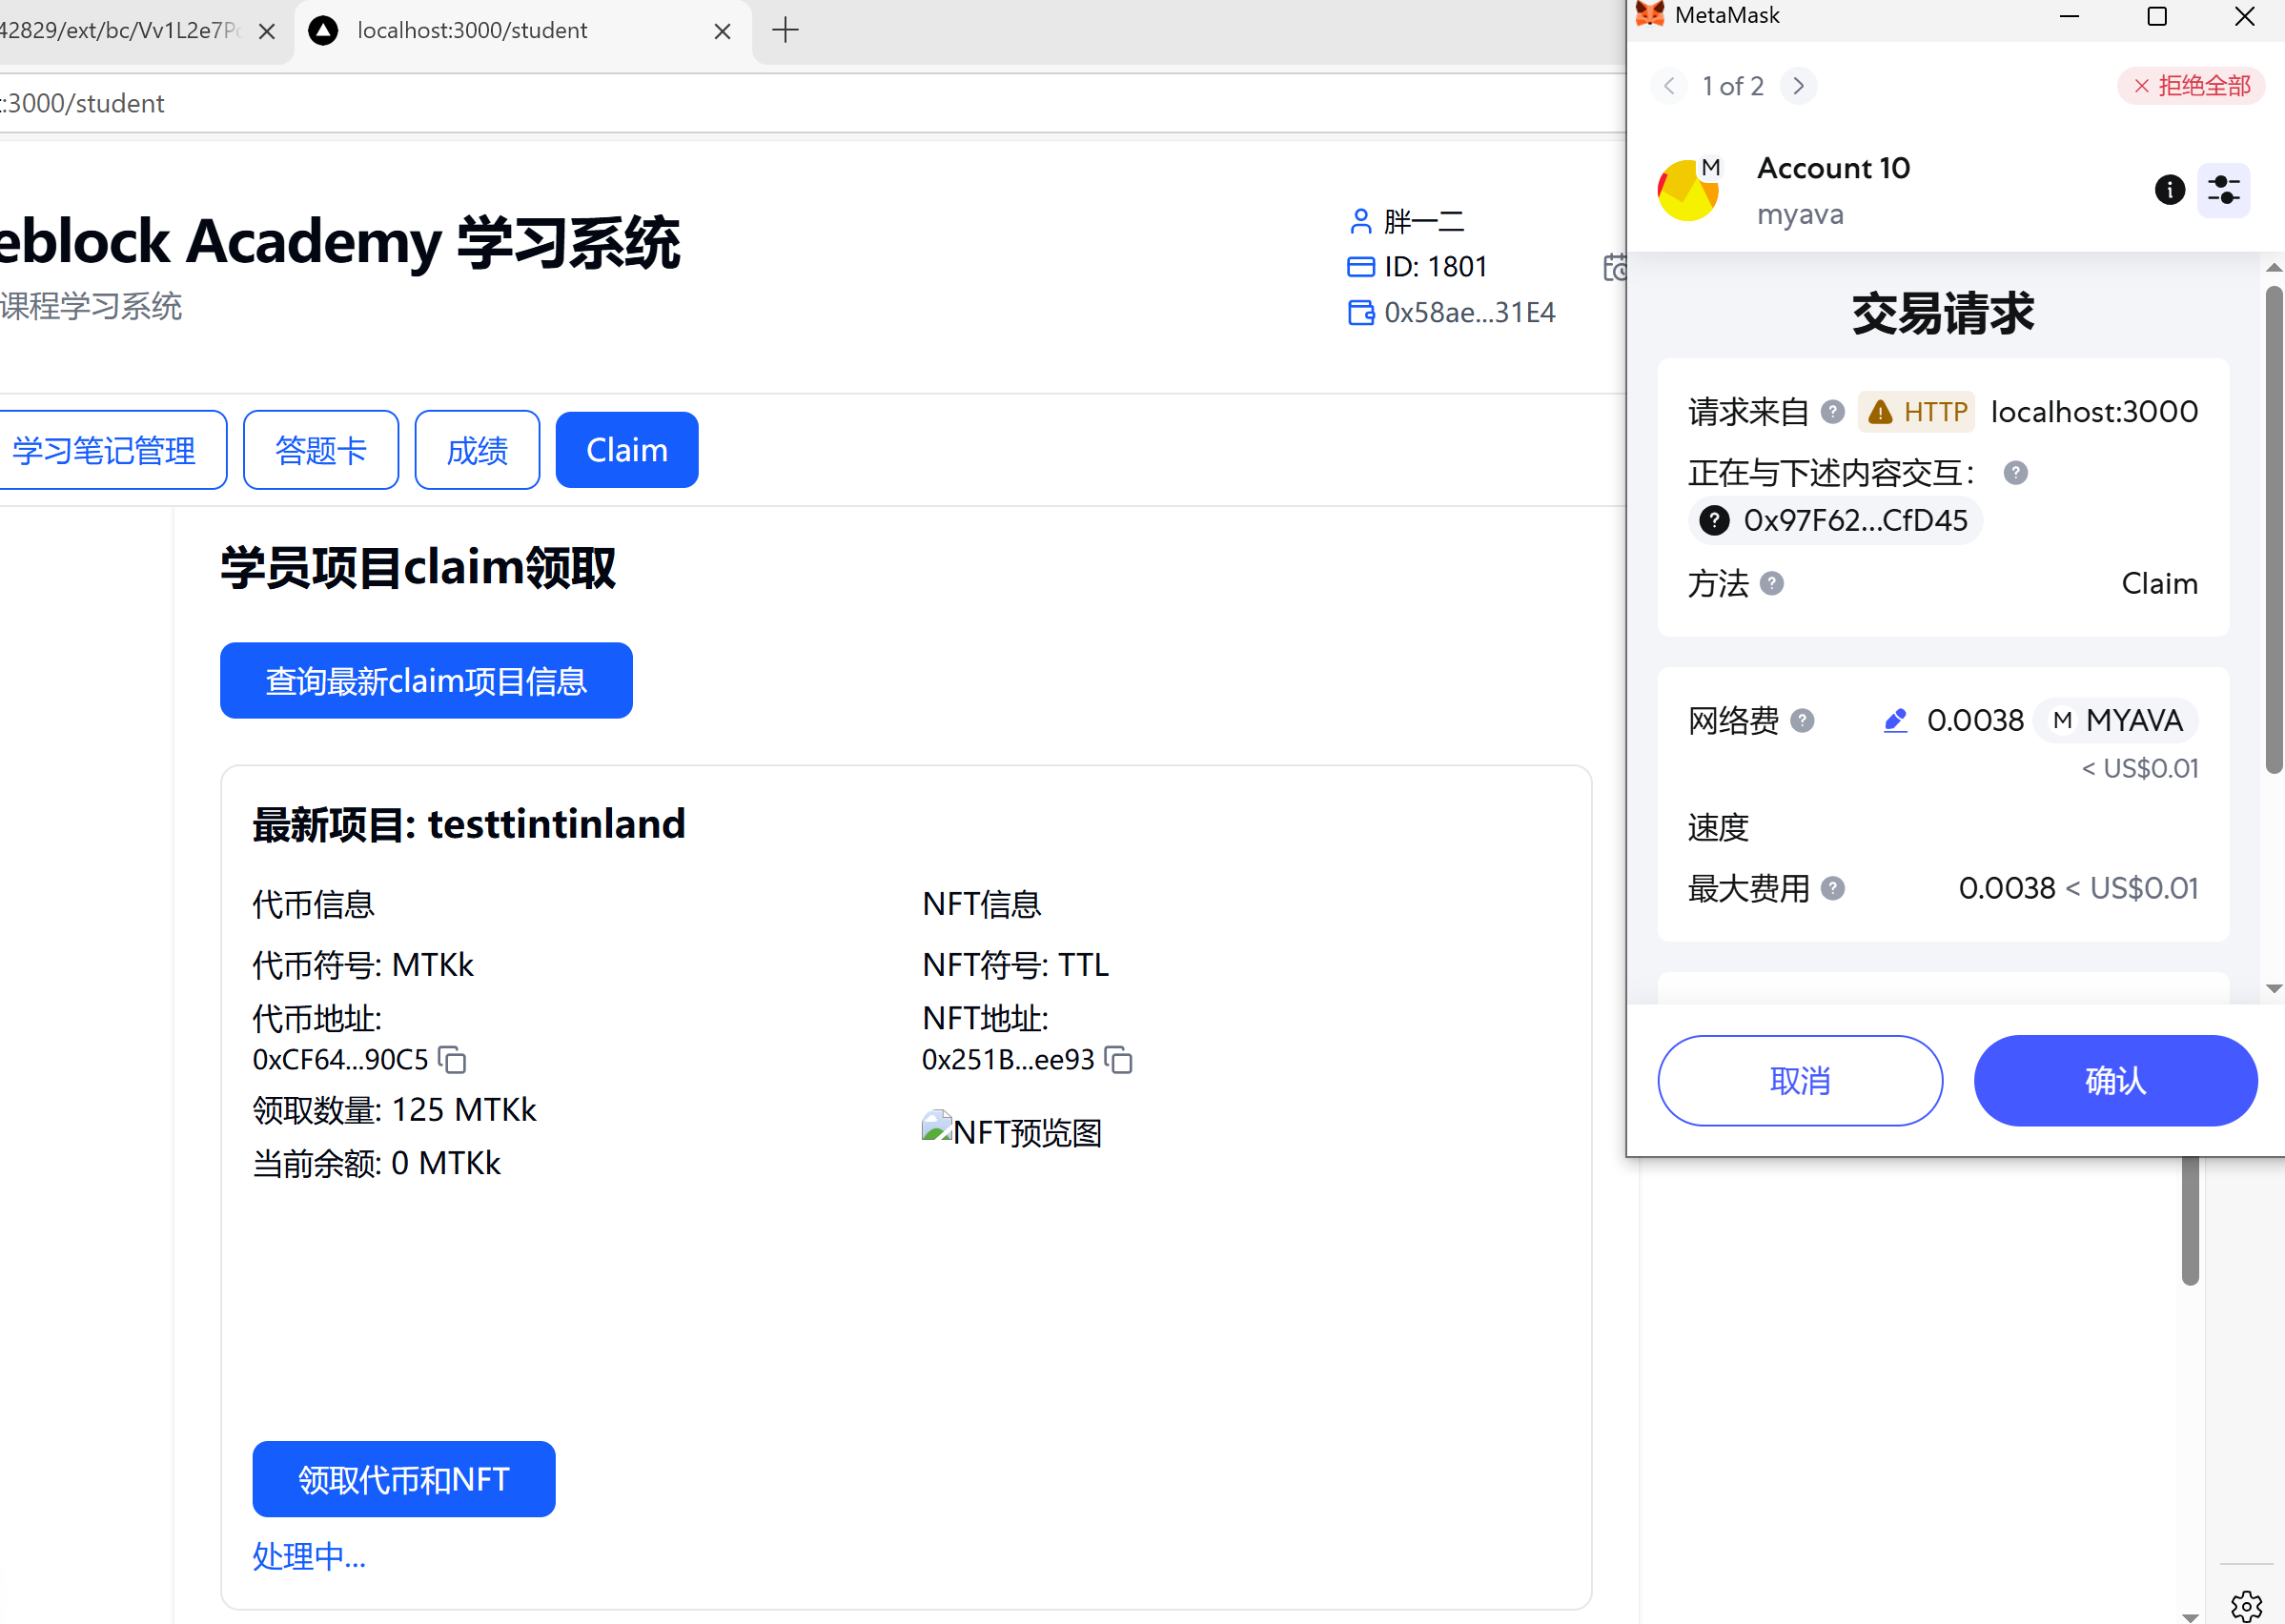 42829/ext/bc/Vv1L2e7P
localhost:3000/student
:3000/student
eblock Academy 学习系统
课程学习系统
胖一二
ID: 1801
0x58ae...31E4
学习笔记管理
答题卡
成绩
Claim
学员项目claim领取
查询最新claim项目信息
最新项目: testtintinland
代币信息
代币符号: MTKk
代币地址:
0xCF64...90C5
领取数量: 125 MTKk
当前余额: 0 MTKk
NFT信息
NFT符号: TTL
NFT地址:
0x251B...ee93
NFT预览图
领取代币和NFT
处理中...
MetaMask
1 of 2
拒绝全部
M
Account 10
myava
交易请求
请求来自 HTTP localhost:3000
正在与下述内容交互：
0x97F62...CfD45
方法 Claim
网络费 0.0038 M MYAVA
< US$0.01
速度
最大费用 0.0038 < US$0.01
取消
确认